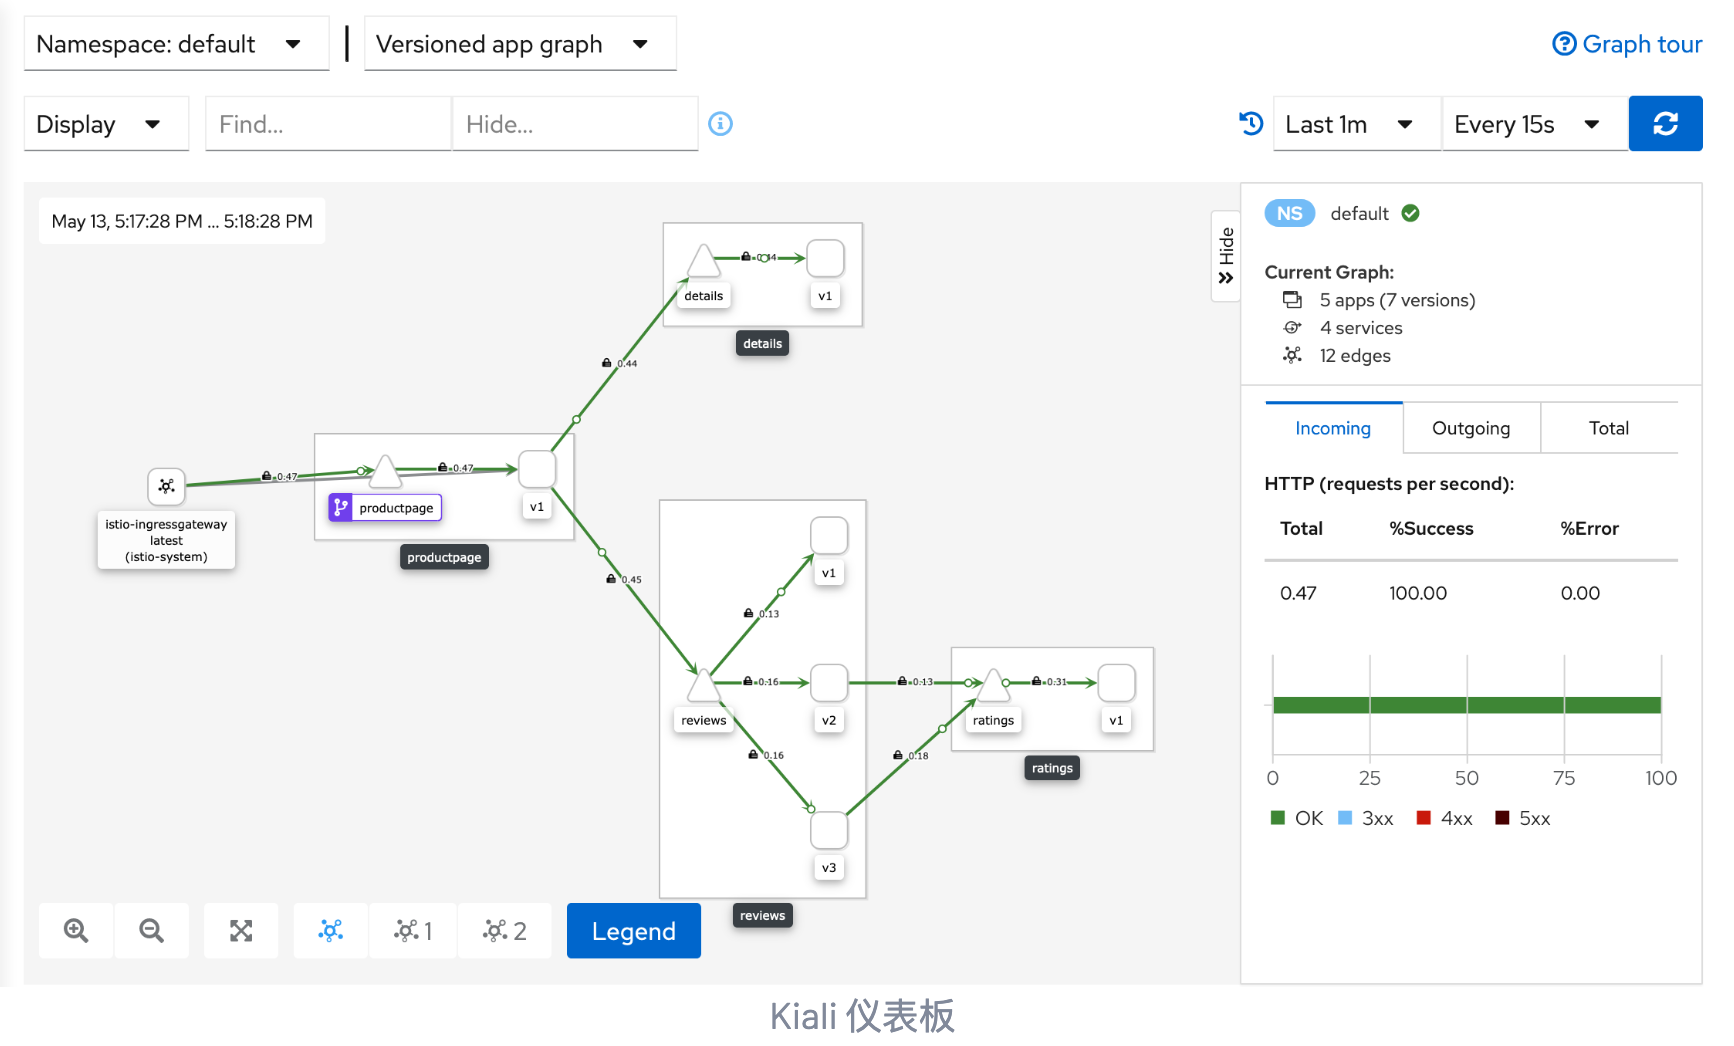 Namespace: default
Versioned app graph
Graph tour
Display
Find...
Hide...
Last 1m
Every 15s
May 13, 5:17:28 PM ... 5:18:28 PM
Hide
details
v1
details
0.44
0.47
0.47
productpage
v1
productpage
istio-ingressgateway
latest
(istio-system)
0.45
v1
0.13
reviews
0.16
v2
0.16
v3
reviews
0.13
0.18
ratings
0.31
v1
ratings
1
2
Legend
NS default
Current Graph:
5 apps (7 versions)
4 services
12 edges
Incoming
Outgoing
Total
HTTP (requests per second):
Total %Success %Error
0.47 100.00 0.00
0 25 50 75 100
OK 3xx 4xx 5xx
Kiali 仪表板